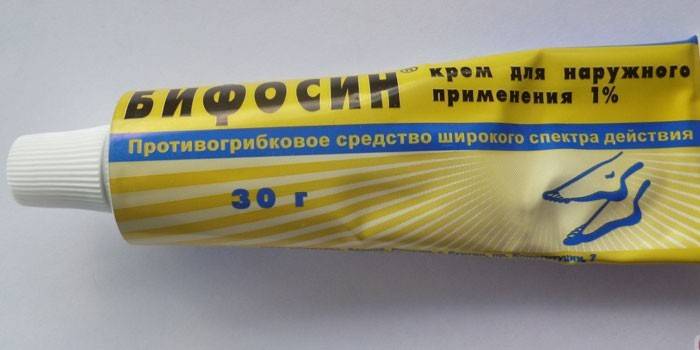 БИФОСИН®
крем для наружного
применения 1%
Противогрибковое средство широкого спектра действия
30 г